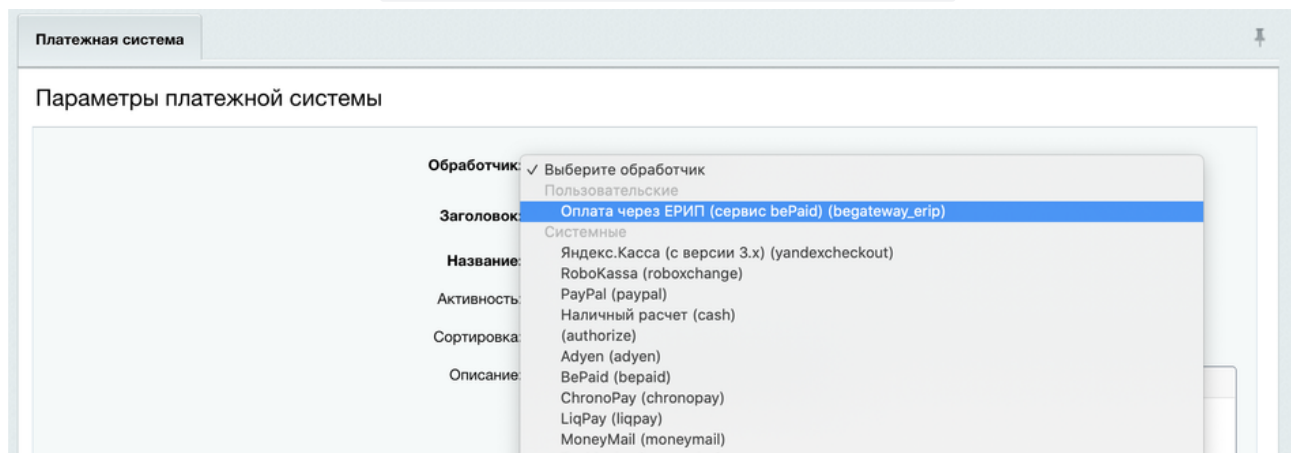 Платежная система
Параметры платежной системы
Обработчик:
✓ Выберите обработчик
Пользовательские
Заголовок:
Оплата через ЕРИП (сервис bePaid) (begateway_erip)
Системные
Название:
Яндекс.Касса (с версии 3.x) (yandexcheckout)
RoboKassa (roboxchange)
Активность:
PayPal (paypal)
Наличный расчет (cash)
Сортировка:
(authorize)
Adyen (adyen)
Описание:
BePaid (bepaid)
ChronoPay (chronopay)
LiqPay (liqpay)
MoneyMail (moneymail)